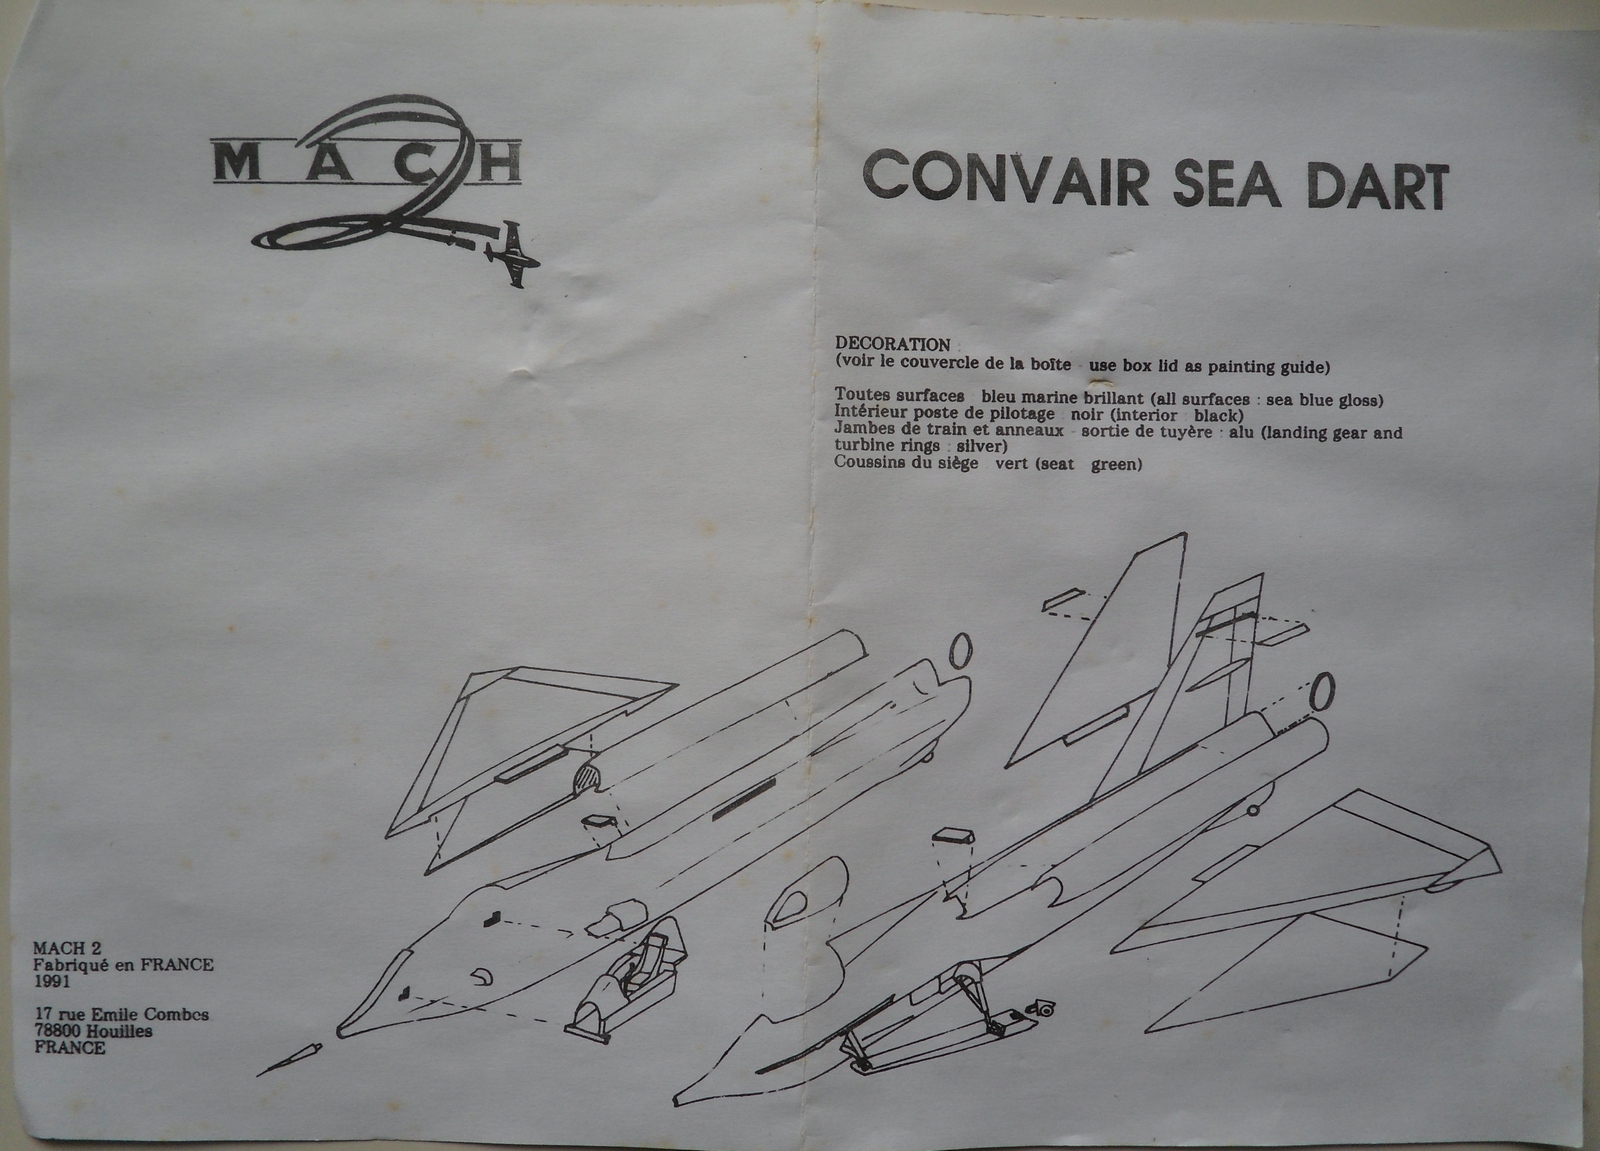 MACH
2
CONVAIR SEA DART
DECORATION
(voir le couvercle de la boîte - use box lid as painting guide)
Toutes surfaces bleu marine brillant (all surfaces : sea blue gloss)
Intérieur poste de pilotage noir (interior black)
Jambes de train et anneaux - sortie de tuyère : alu (landing gear and
turbine rings : silver)
Coussins du siège vert (seat green)
MACH 2
Fabriqué en FRANCE
1991
17 rue Emile Combes
78800 Houilles
FRANCE